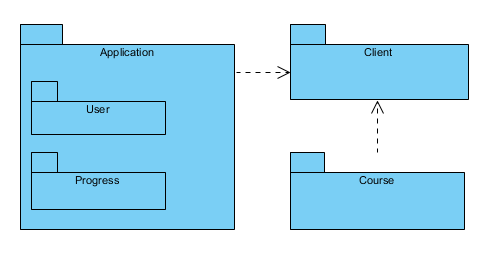 Application
User
Progress
Client
Course